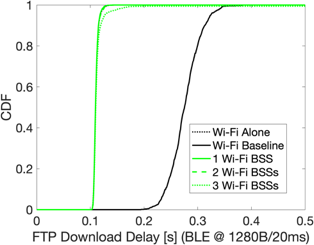 1
0.8
0.6
0.4
0.2
0
CDF
Wi-Fi Alone
Wi-Fi Baseline
1 Wi-Fi BSS
2 Wi-Fi BSSs
3 Wi-Fi BSSs
0 0.1 0.2 0.3 0.4 0.5
FTP Download Delay [s] (BLE @ 1280B/20ms)